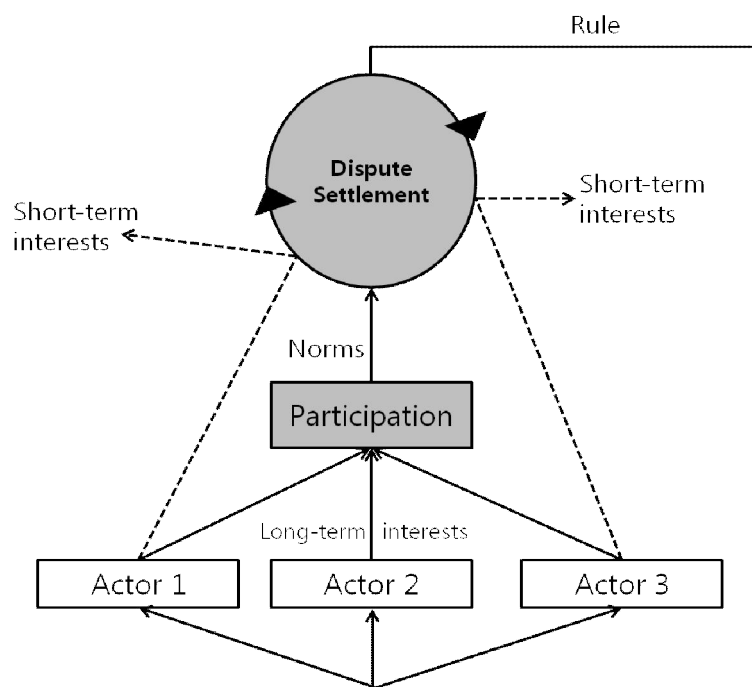 Rule
Dispute
Settlement
Short-term
interests
Short-term
interests
Norms
Participation
Long-term interests
Actor 1
Actor 2
Actor 3